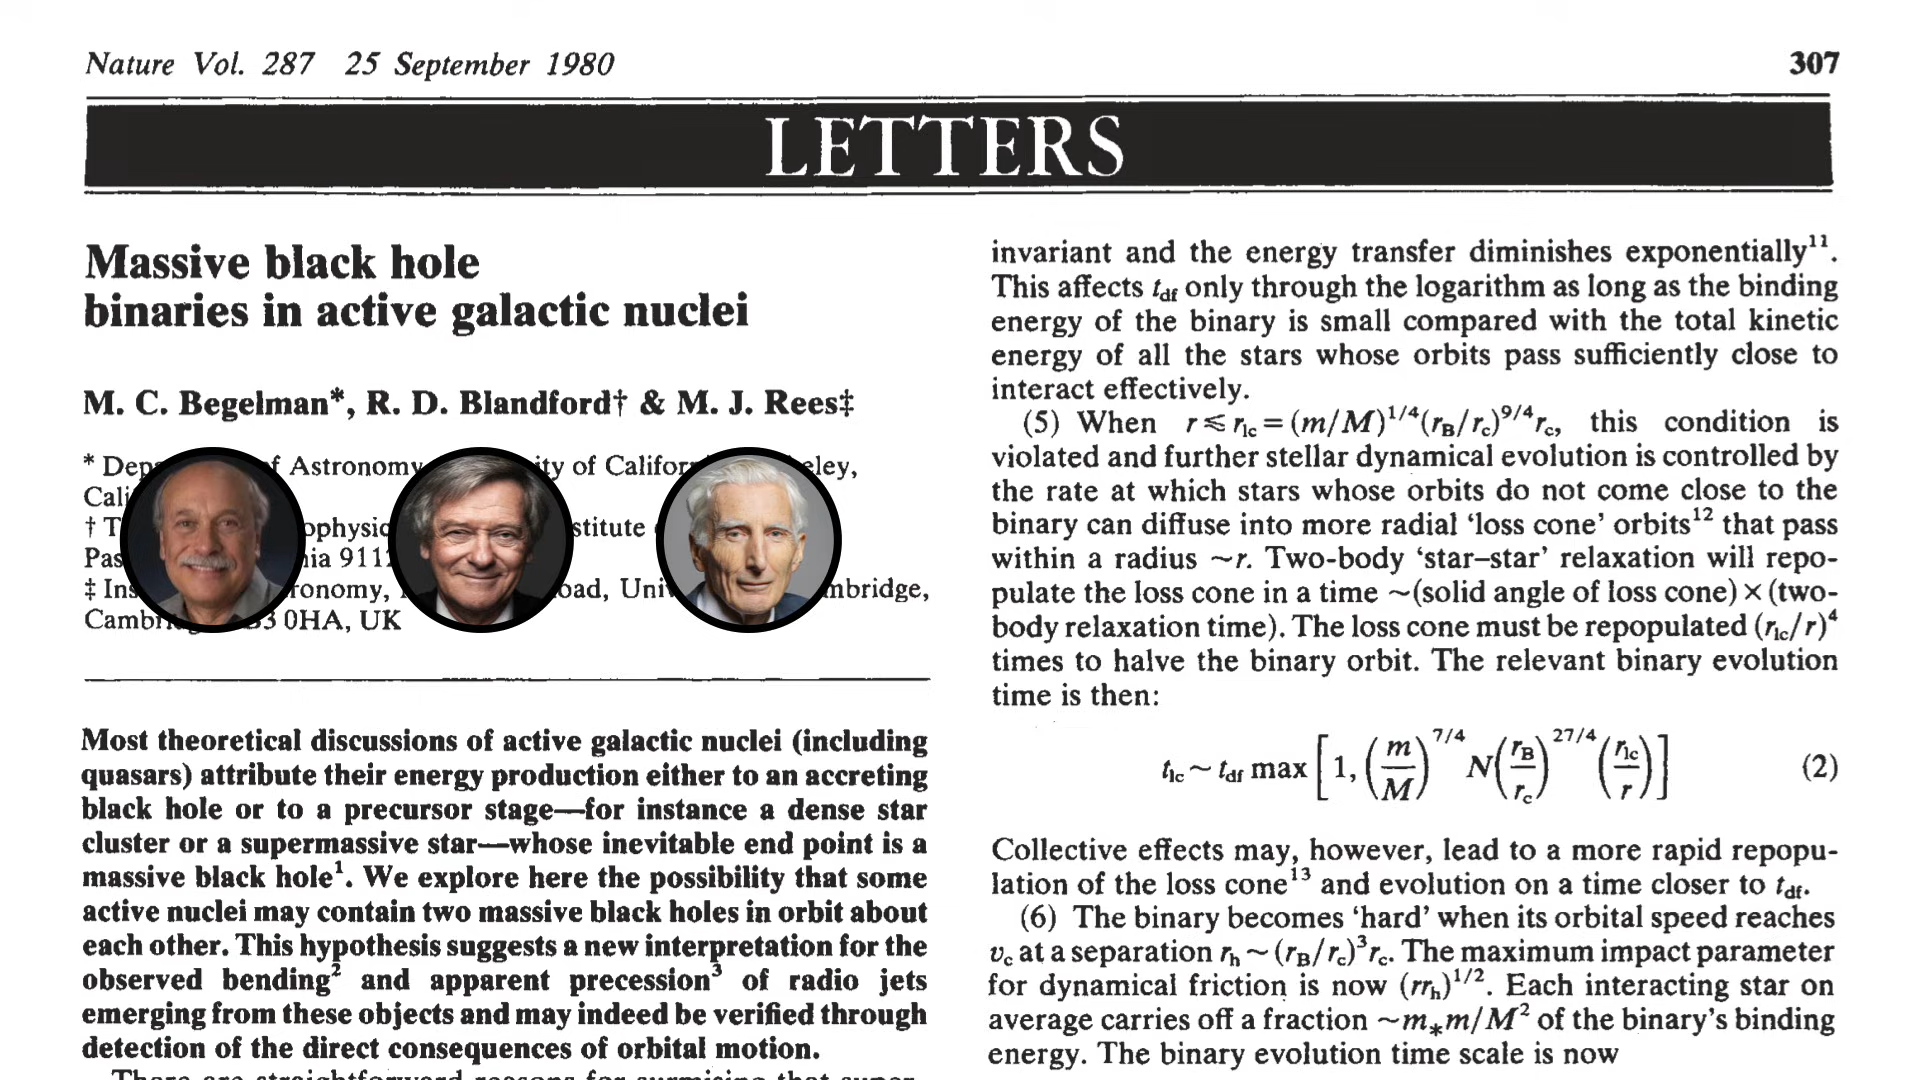 Nature Vol. 287 25 September 1980
307
LETTERS
Massive black hole
binaries in active galactic nuclei
M. C. Begelman*, R. D. Blandford† & M. J. Rees‡
* of Astronomy, of
† 
‡ 
0HA, UK
Most theoretical discussions of active galactic nuclei (including
quasars) attribute their energy production either to an accreting
black hole or to a precursor stage—for instance a dense star
cluster or a supermassive star—whose inevitable end point is a
massive black hole¹. We explore here the possibility that some
active nuclei may contain two massive black holes in orbit about
each other. This hypothesis suggests a new interpretation for the
observed bending² and apparent precession³ of radio jets
emerging from these objects and may indeed be verified through
detection of the direct consequences of orbital motion.
There are straightforward reasons for surmising that super-
invariant and the energy transfer diminishes exponentially¹¹.
This affects t_df only through the logarithm as long as the binding
energy of the binary is small compared with the total kinetic
energy of all the stars whose orbits pass sufficiently close to
interact effectively.
(5) When r ≲ r_lc = (m/M)^1/4 (r_B/r_c)^9/4 r_c, this condition is
violated and further stellar dynamical evolution is controlled by
the rate at which stars whose orbits do not come close to the
binary can diffuse into more radial ‘loss cone’ orbits¹² that pass
within a radius ~r. Two-body ‘star–star’ relaxation will repo-
pulate the loss cone in a time ~(solid angle of loss cone) × (two-
body relaxation time). The loss cone must be repopulated (r_lc/r)⁴
times to halve the binary orbit. The relevant binary evolution
time is then:
t_lc ~ t_df max [1, (m/M)^7/4 N (r_B/r_c)^27/4 (r_lc/r)] (2)
Collective effects may, however, lead to a more rapid repopu-
lation of the loss cone¹³ and evolution on a time closer to t_df.
(6) The binary becomes ‘hard’ when its orbital speed reaches
v_c at a separation r_h ~ (r_B/r_c)³r_c. The maximum impact parameter
for dynamical friction is now (rr_h)^1/2. Each interacting star on
average carries off a fraction ~m_*m/M² of the binary’s binding
energy. The binary evolution time scale is now